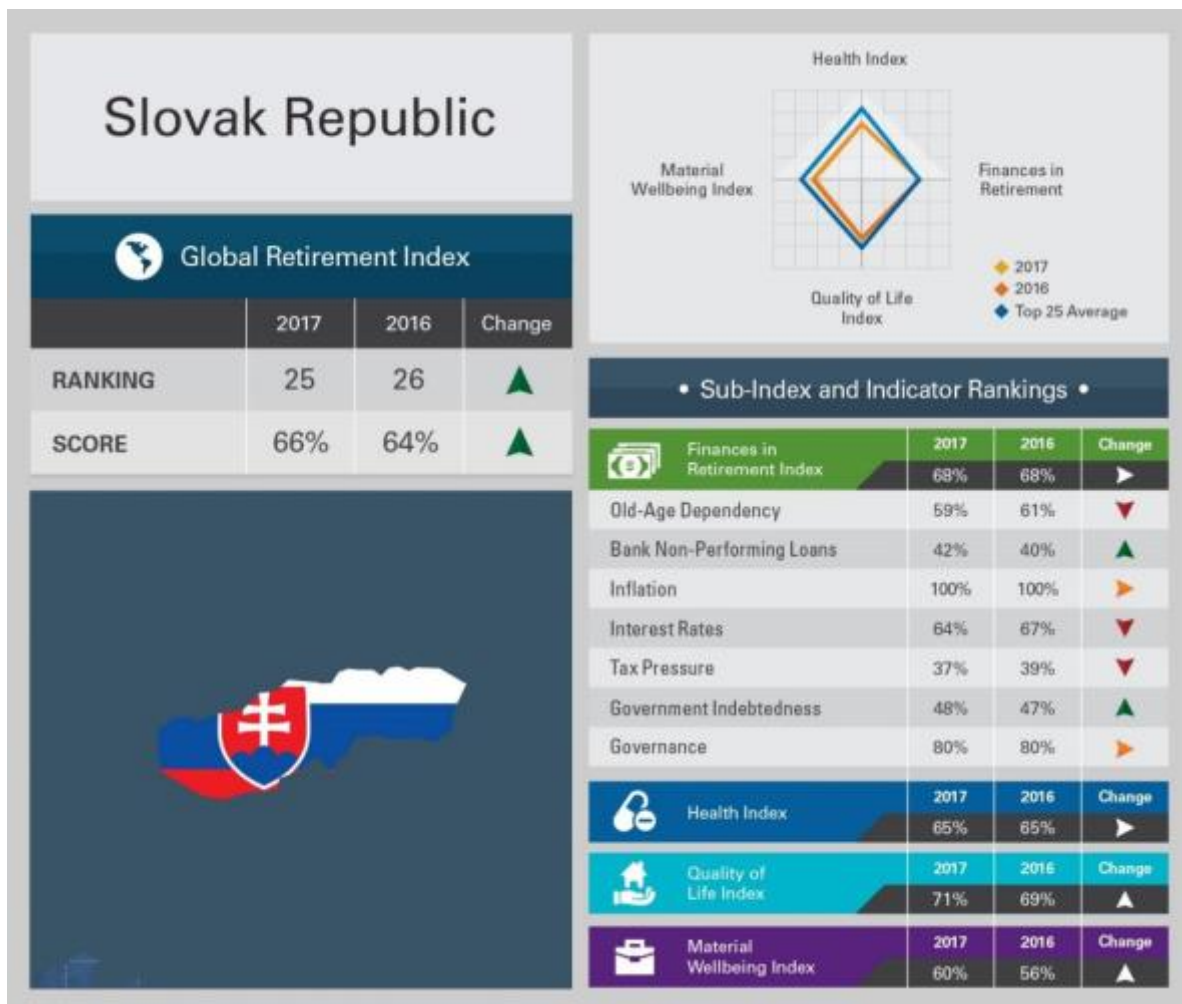 Slovak Republic
Global Retirement Index
2017 2016 Change
RANKING 25 26
SCORE 66% 64%
Health Index
Material
Wellbeing Index
Finances in
Retirement
Quality of Life
Index
2017
2016
Top 25 Average
• Sub-Index and Indicator Rankings •
Finances in
Retirement Index
2017 2016 Change
68% 68%
Old-Age Dependency 59% 61%
Bank Non-Performing Loans 42% 40%
Inflation 100% 100%
Interest Rates 64% 67%
Tax Pressure 37% 39%
Government Indebtedness 48% 47%
Governance 80% 80%
Health Index
2017 2016 Change
65% 65%
Quality of
Life Index
2017 2016 Change
71% 69%
Material
Wellbeing Index
2017 2016 Change
60% 56%